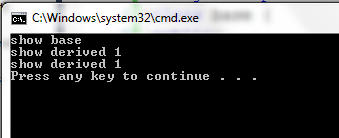 C:\Windows\system32\cmd.exe
show base
show derived 1
show derived 1
Press any key to continue . . .